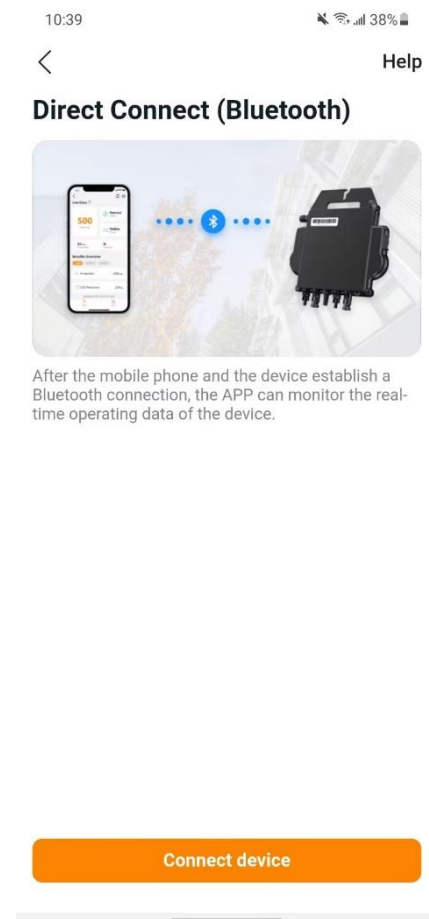 10:39
38%
Help
Direct Connect (Bluetooth)
500
After the mobile phone and the device establish a
Bluetooth connection, the APP can monitor the real-
time operating data of the device.
Connect device